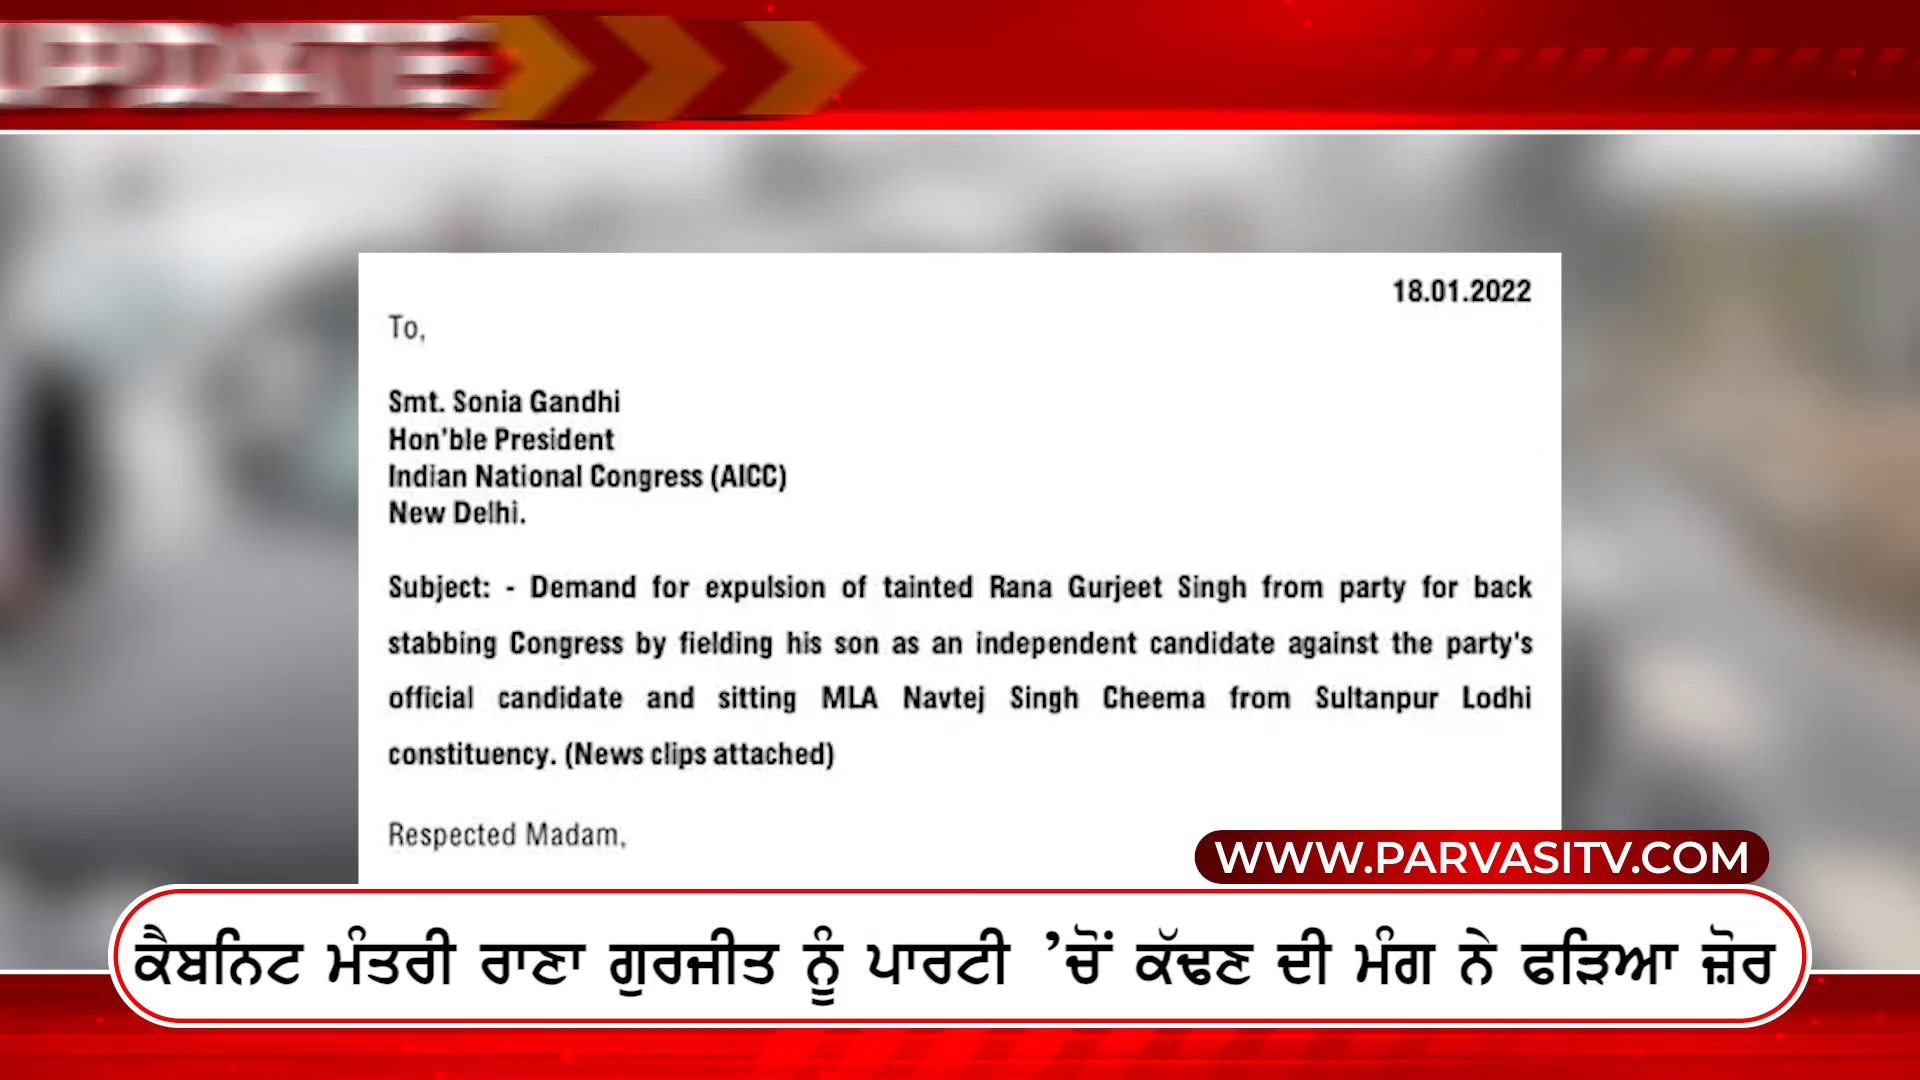 UPDATE
18.01.2022
To,
Smt. Sonia Gandhi
Hon'ble President
Indian National Congress (AICC)
New Delhi.
Subject: - Demand for expulsion of tainted Rana Gurjeet Singh from party for back
stabbing Congress by fielding his son as an independent candidate against the party's
official candidate and sitting MLA Navtej Singh Cheema from Sultanpur Lodhi
constituency. (News clips attached)
Respected Madam,
WWW.PARVASITV.COM
ਕੈਬਨਿਟ ਮੰਤਰੀ ਰਾਣਾ ਗੁਰਜੀਤ ਨੂੰ ਪਾਰਟੀ ’ਚੋਂ ਕੱਢਣ ਦੀ ਮੰਗ ਨੇ ਫੜਿਆ ਜ਼ੋਰ